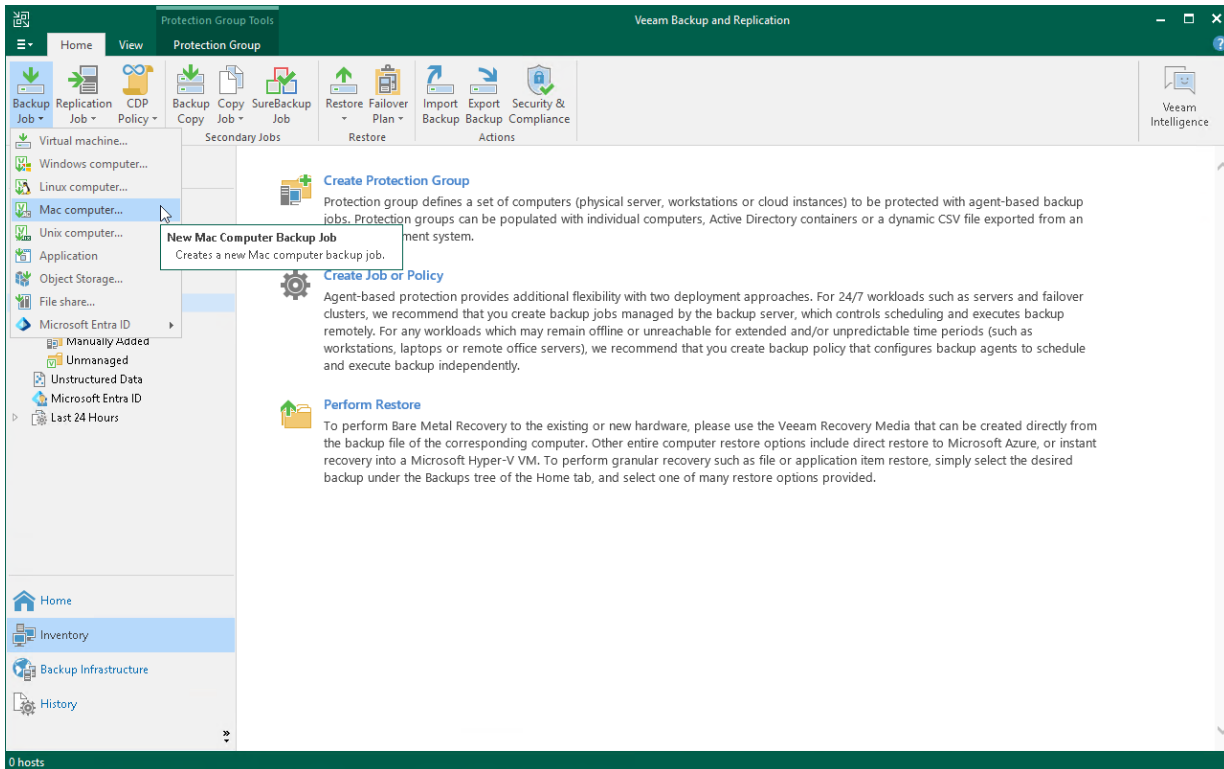 Protection Group Tools
Veeam Backup and Replication
Home View Protection Group
Backup Job
Replication Job
CDP Policy
Backup Copy
Copy Job
SureBackup Job
Restore
Failover Plan
Import Backup
Export Backup
Security & Compliance
Veeam Intelligence
Secondary Jobs
Restore
Actions
Virtual machine...
Windows computer...
Linux computer...
Mac computer...
Unix computer...
Application
Object Storage...
File share...
Microsoft Entra ID
New Mac Computer Backup Job
Creates a new Mac computer backup job.
Manually Added
Unmanaged
Unstructured Data
Microsoft Entra ID
Last 24 Hours
Create Protection Group
Protection group defines a set of computers (physical server, workstations or cloud instances) to be protected with agent-based backup
jobs. Protection groups can be populated with individual computers, Active Directory containers or a dynamic CSV file exported from an
ment system.
Create Job or Policy
Agent-based protection provides additional flexibility with two deployment approaches. For 24/7 workloads such as servers and failover
clusters, we recommend that you create backup jobs managed by the backup server, which controls scheduling and executes backup
remotely. For any workloads which may remain offline or unreachable for extended and/or unpredictable time periods (such as
workstations, laptops or remote office servers), we recommend that you create backup policy that configures backup agents to schedule
and execute backup independently.
Perform Restore
To perform Bare Metal Recovery to the existing or new hardware, please use the Veeam Recovery Media that can be created directly from
the backup file of the corresponding computer. Other entire computer restore options include direct restore to Microsoft Azure, or instant
recovery into a Microsoft Hyper-V VM. To perform granular recovery such as file or application item restore, simply select the desired
backup under the Backups tree of the Home tab, and select one of many restore options provided.
Home
Inventory
Backup Infrastructure
History
0 hosts